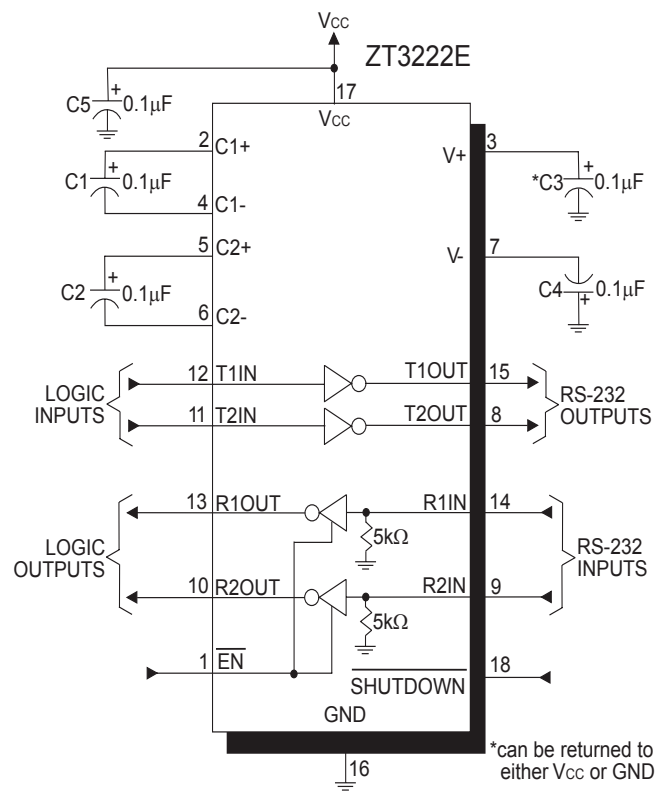 Vcc
ZT3222E
C5
+
0.1μF
17
Vcc
2
C1+
C1
+
0.1μF
4
C1-
5
C2+
C2
+
0.1μF
6
C2-
V+
3
*C3
+
0.1μF
V-
7
C4
+
0.1μF
LOGIC
INPUTS
12
T1IN
T1OUT
15
11
T2IN
T2OUT
8
RS-232
OUTPUTS
LOGIC
OUTPUTS
13
R1OUT
R1IN
14
5kΩ
10
R2OUT
R2IN
9
5kΩ
RS-232
INPUTS
1
EN
SHUTDOWN
18
GND
16
*can be returned to
either Vcc or GND